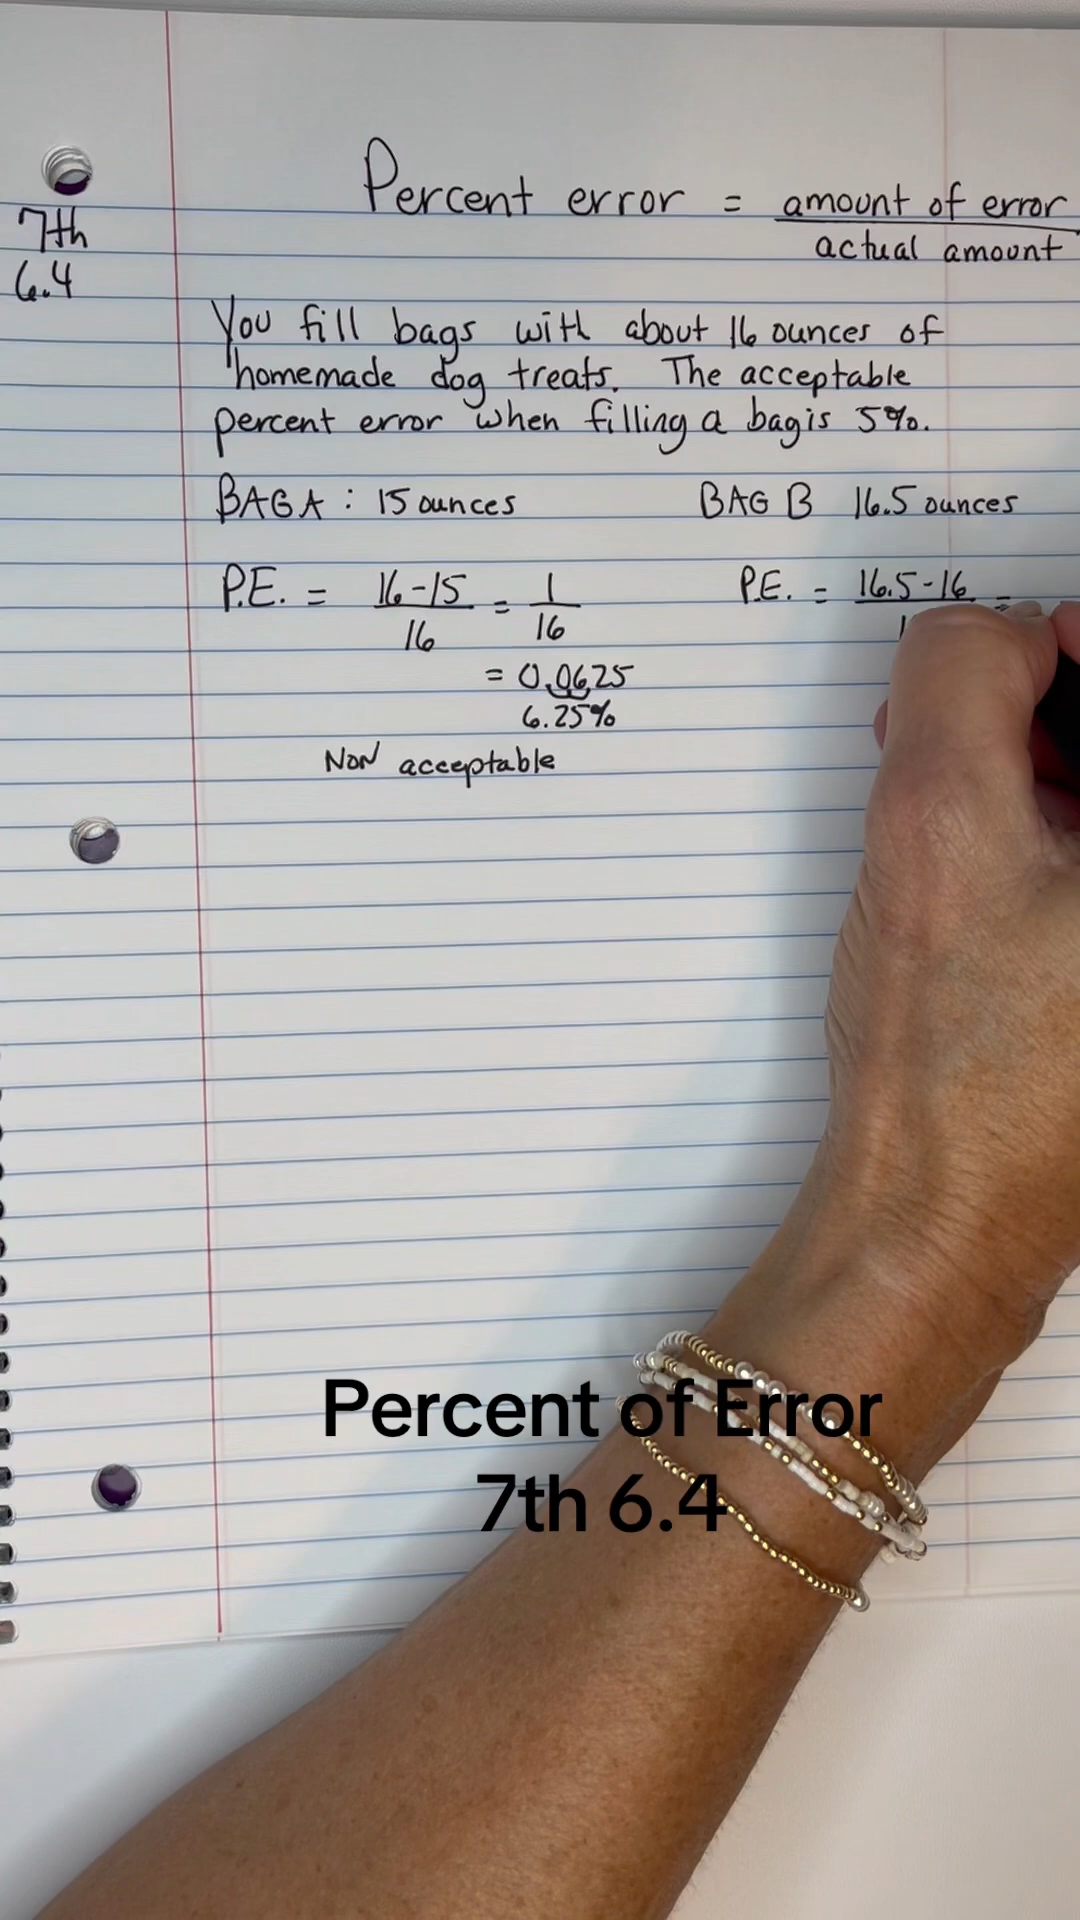 Percent error = amount of error
actual amount
7th
6.4
You fill bags with about 16 ounces of
homemade dog treats. The acceptable
percent error when filling a bag is 5%.
BAG A : 15 ounces
BAG B 16.5 ounces
P.E. = 16-15 = 1
16 16
= 0.0625
6.25%
Non acceptable
P.E. = 16.5-16 =
Percent of Error
7th 6.4